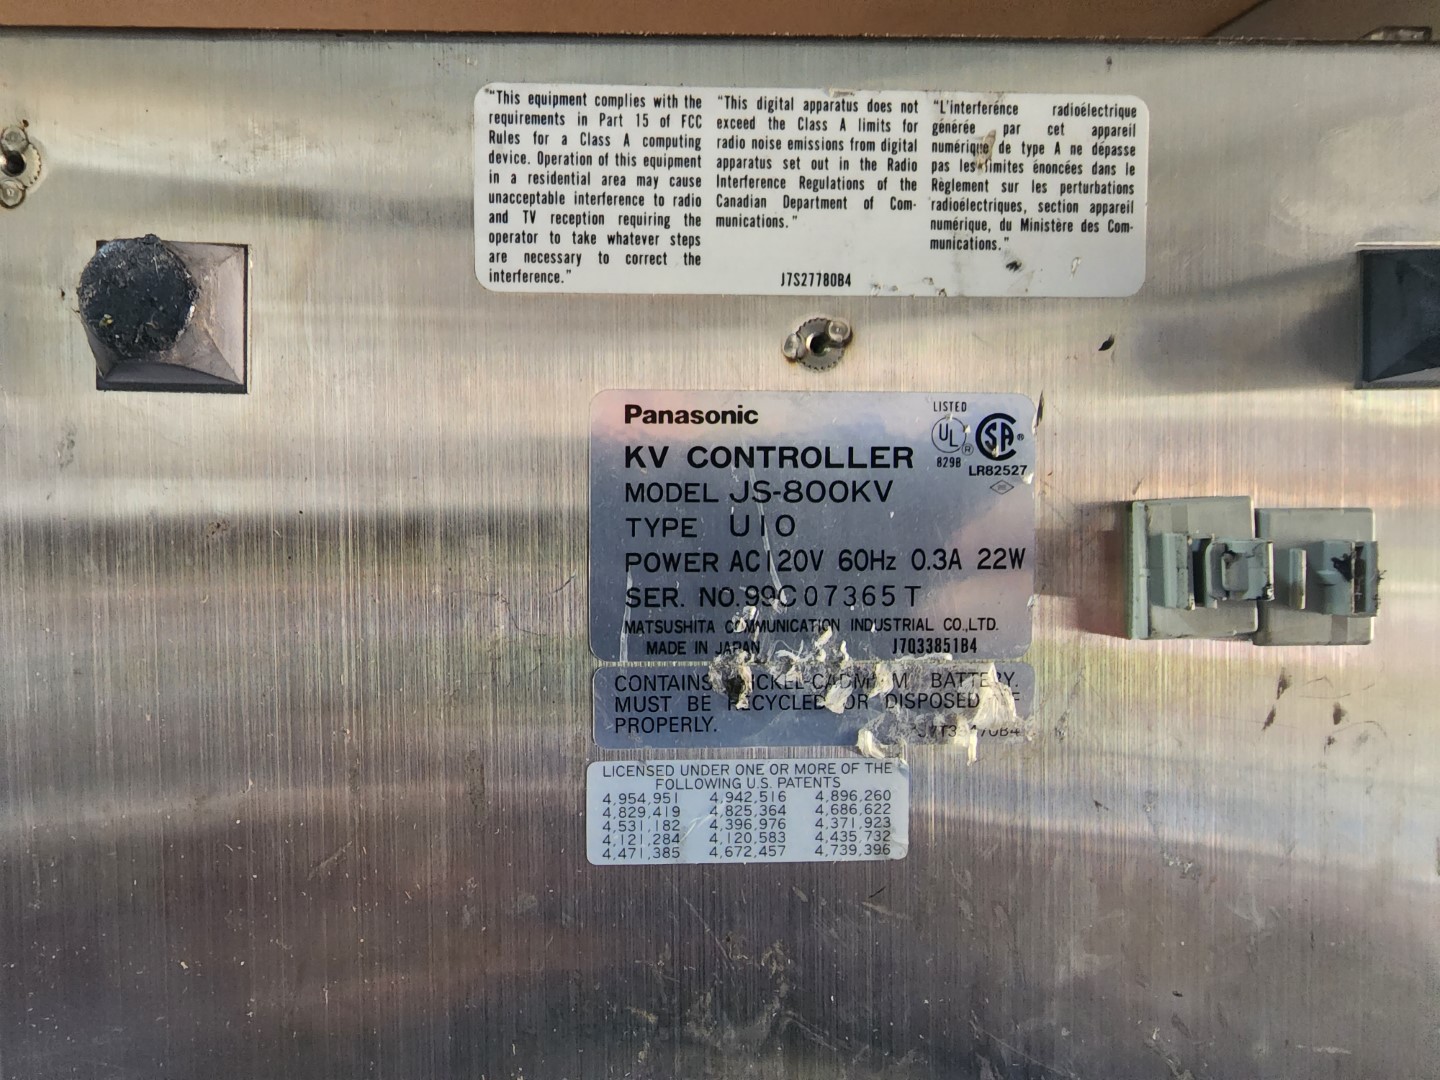 "This equipment complies with the
requirements in Part 15 of FCC
Rules for a Class A computing
device. Operation of this equipment
in a residential area may cause
unacceptable interference to radio
and TV reception requiring the
operator to take whatever steps
are necessary to correct the
interference."
"This digital apparatus does not
exceed the Class A limits for
radio noise emissions from digital
apparatus set out in the Radio
Interference Regulations of the
Canadian Department of Com-
munications."
J7S27780B4
"L'interférence radioélectrique
générée par cet appareil
numérique de type A ne dépasse
pas les limites énoncées dans le
Règlement sur les perturbations
radioélectriques, section appareil
numérique, du Ministère des Com-
munications."
Panasonic
LISTED
UL
®
829B
SA
®
LR82527
KV CONTROLLER
MODEL JS-800KV
TYPE U10
POWER AC120V 60Hz 0.3A 22W
SER. NO.99C07365T
MATSUSHITA COMMUNICATION INDUSTRIAL CO.,LTD.
MADE IN JAPAN J7Q33851B4
CONTAINS NICKEL-CADMIUM BATTERY.
MUST BE RECYCLED OR DISPOSED OF
PROPERLY.
LICENSED UNDER ONE OR MORE OF THE
FOLLOWING U.S. PATENTS
4,954,951 4,942,516 4,896,260
4,829,419 4,825,364 4,686,622
4,531,182 4,396,976 4,371,923
4,121,284 4,120,583 4,435,732
4,471,385 4,672,457 4,739,396